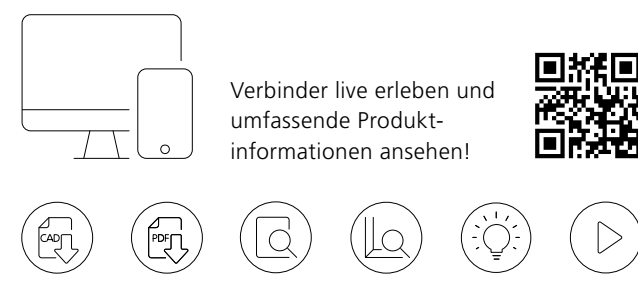 Verbinder live erleben und
umfassende Produkt-
informationen ansehen!
CAD
PDF